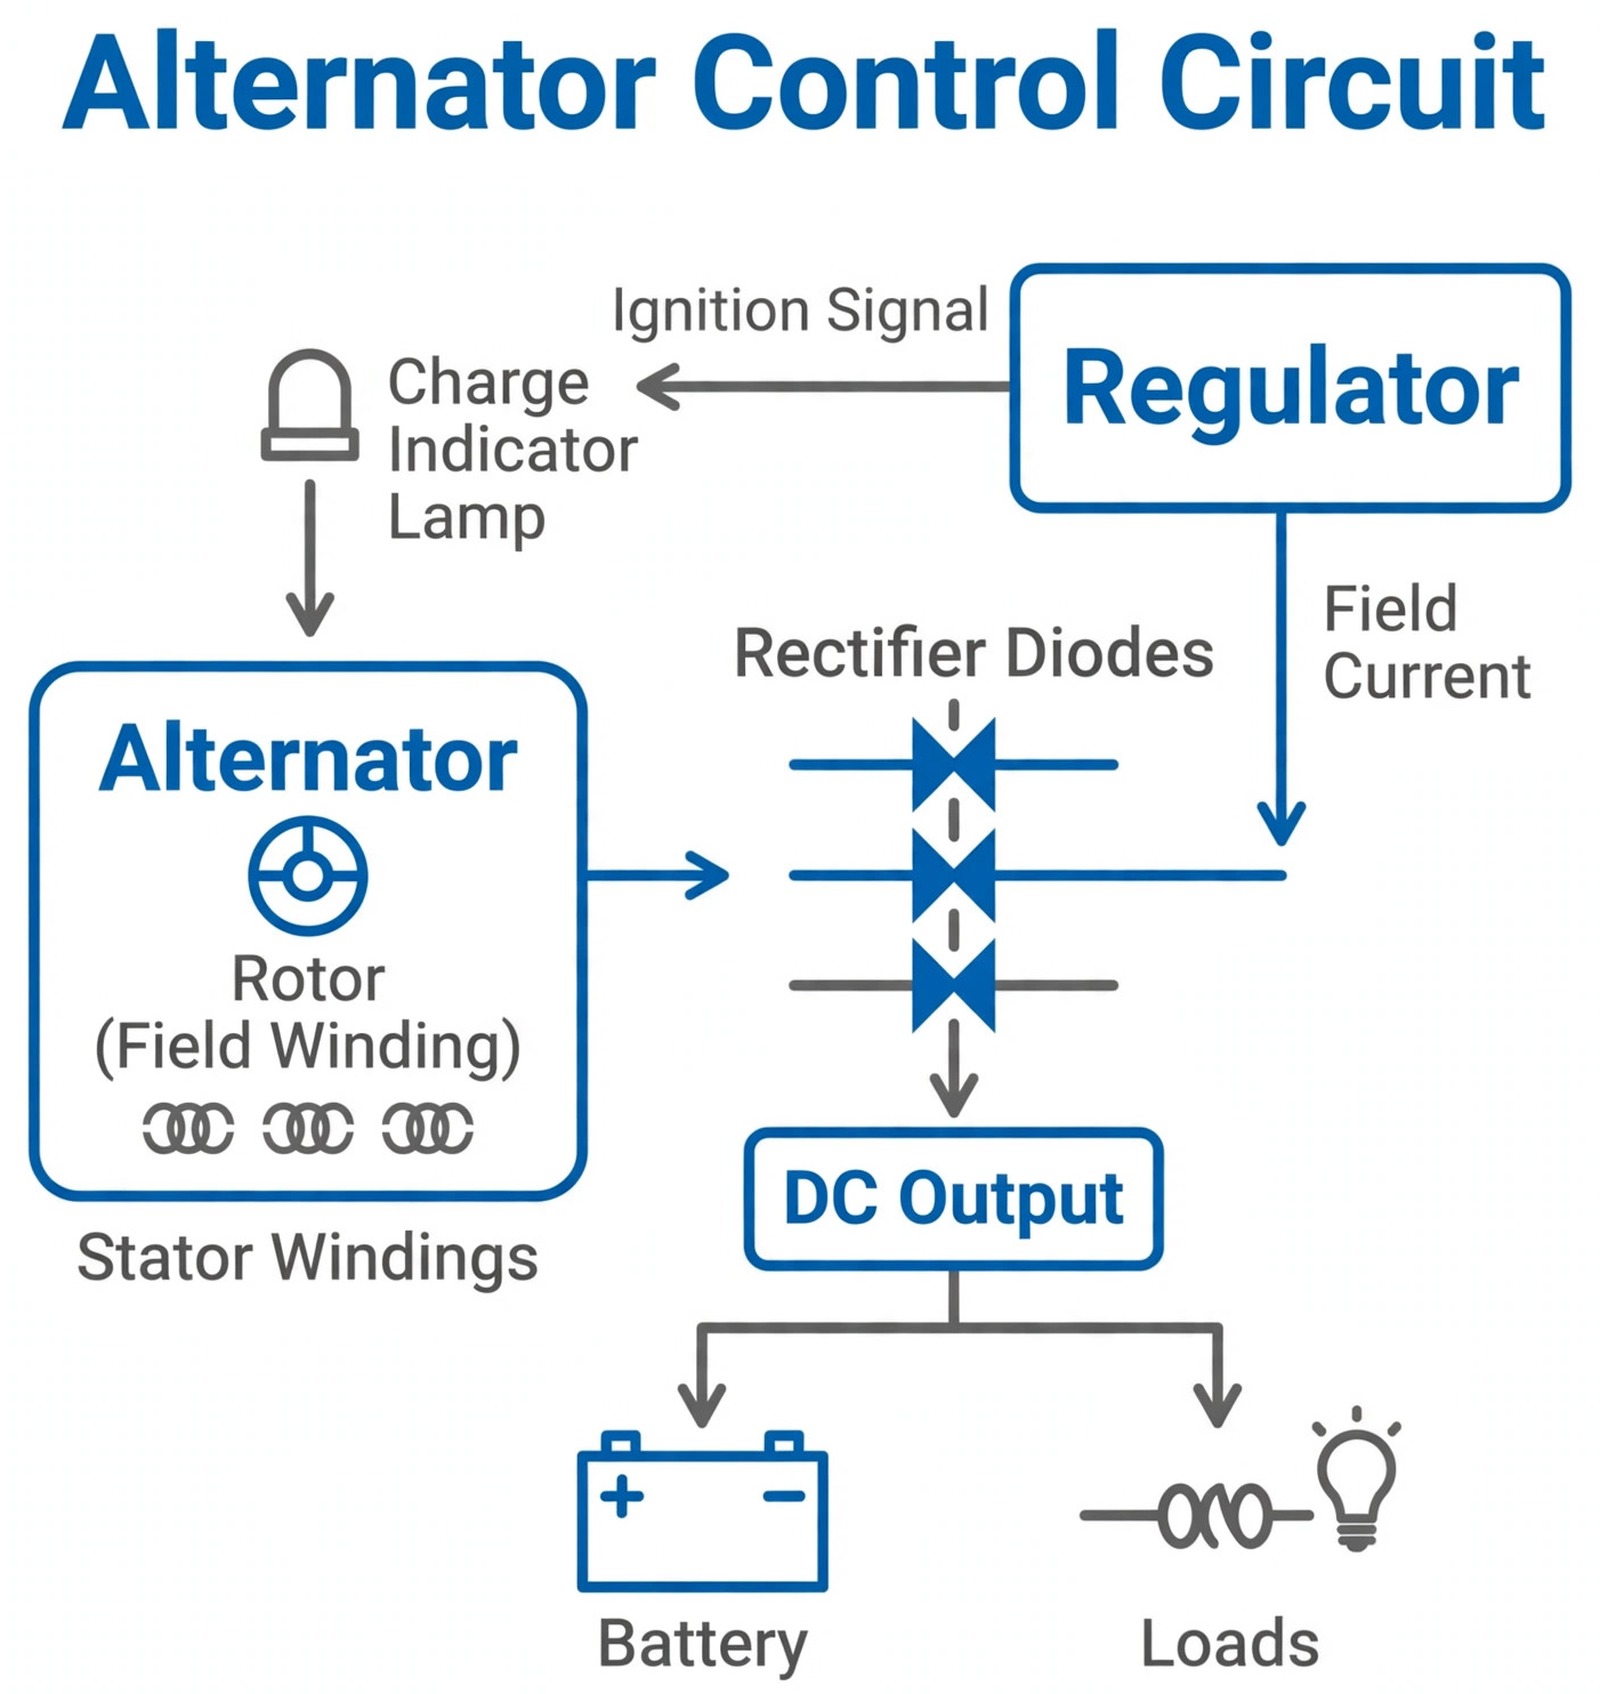 Alternator Control Circuit
Ignition Signal
Regulator
Charge
Indicator
Lamp
Field
Current
Rectifier Diodes
Alternator
Rotor
(Field Winding)
Stator Windings
DC Output
+ −
Battery
Loads